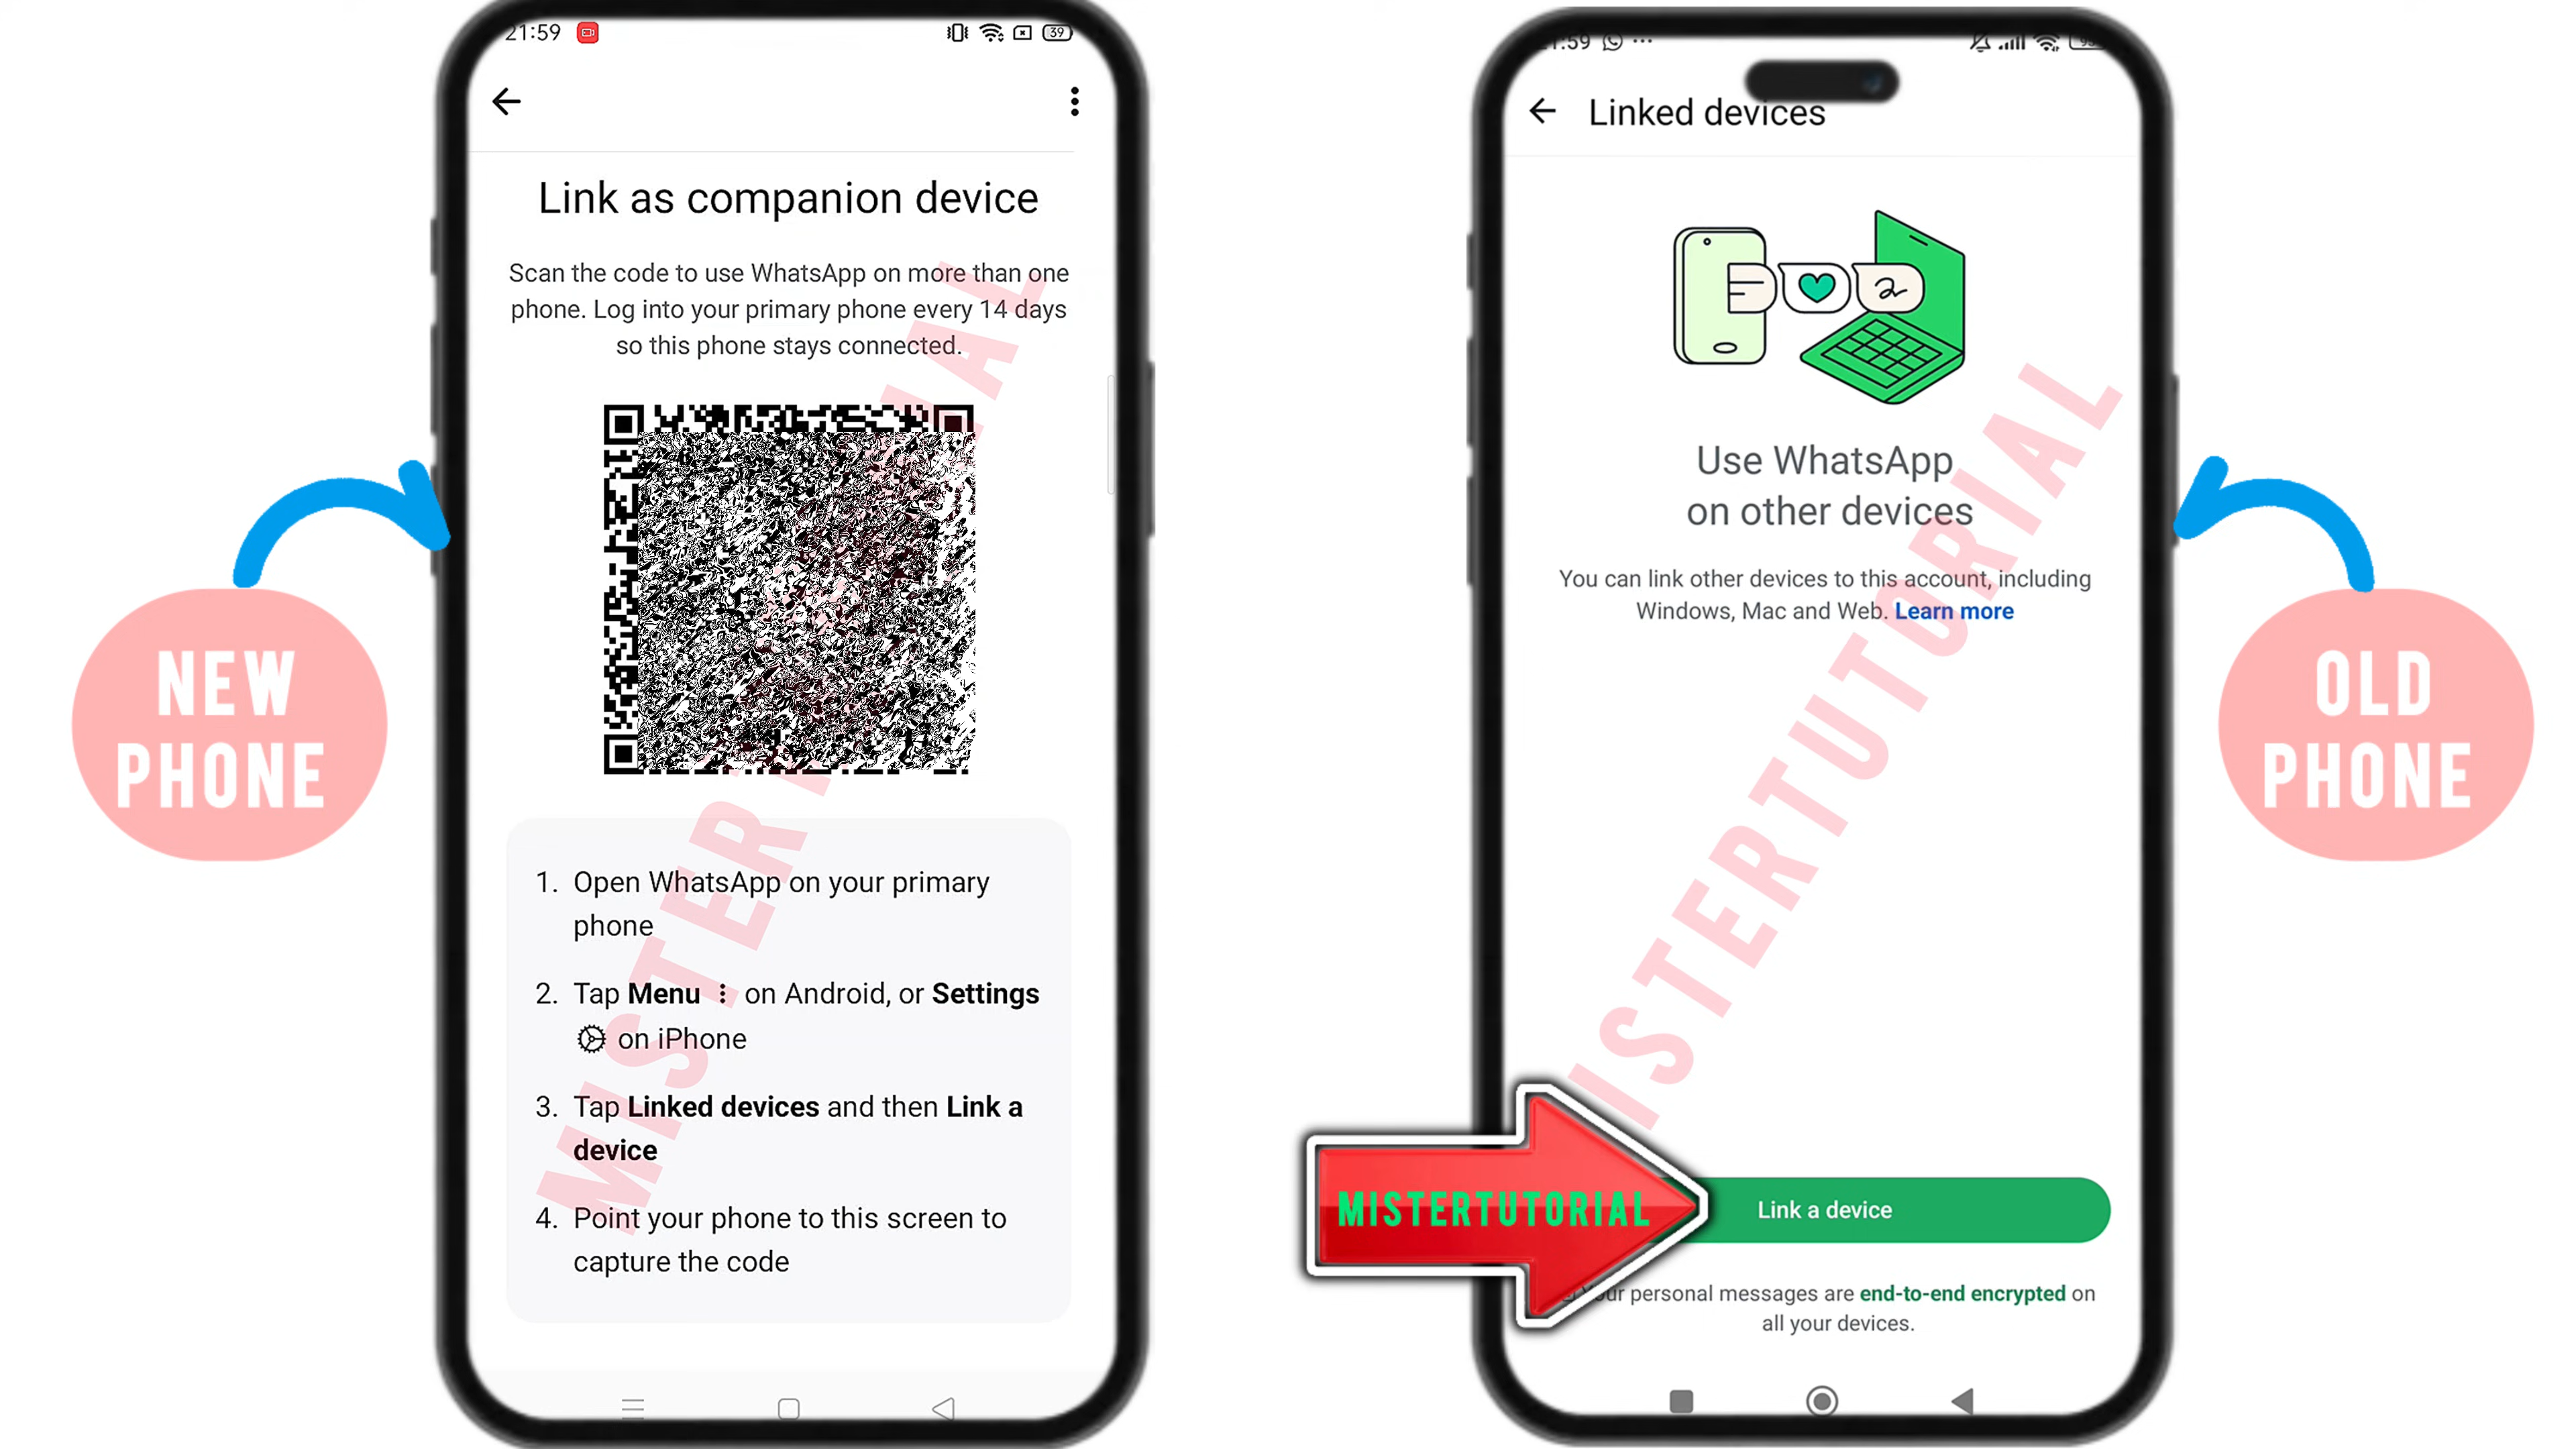 21:59
39
Link as companion device
Scan the code to use WhatsApp on more than one
phone. Log into your primary phone every 14 days
so this phone stays connected.
1. Open WhatsApp on your primary
phone
2. Tap Menu ⋮ on Android, or Settings
on iPhone
3. Tap Linked devices and then Link a
device
4. Point your phone to this screen to
capture the code
NEW
PHONE
Linked devices
Use WhatsApp
on other devices
You can link other devices to this account, including
Windows, Mac and Web. Learn more
MISTERTUTORIAL
Link a device
personal messages are end-to-end encrypted on
all your devices.
OLD
PHONE